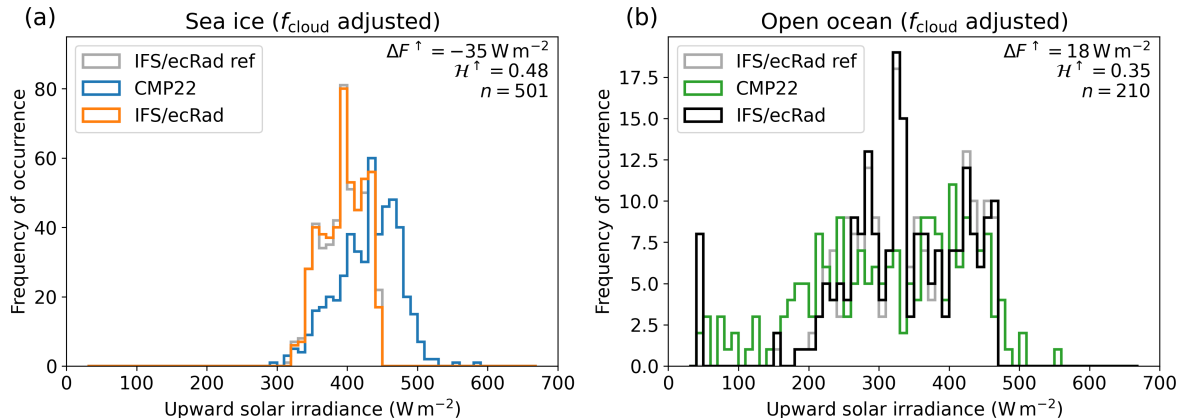 (a)
Sea ice (f_cloud adjusted)
IFS/ecRad ref
CMP22
IFS/ecRad
ΔF ↑ = −35 W m−2
ℋ↑ = 0.48
n = 501
Frequency of occurrence
80
60
40
20
0
0 100 200 300 400 500 600 700
Upward solar irradiance (W m−2)
(b)
Open ocean (f_cloud adjusted)
IFS/ecRad ref
CMP22
IFS/ecRad
ΔF ↑ = 18 W m−2
ℋ↑ = 0.35
n = 210
Frequency of occurrence
17.5
15.0
12.5
10.0
7.5
5.0
2.5
0.0
0 100 200 300 400 500 600 700
Upward solar irradiance (W m−2)